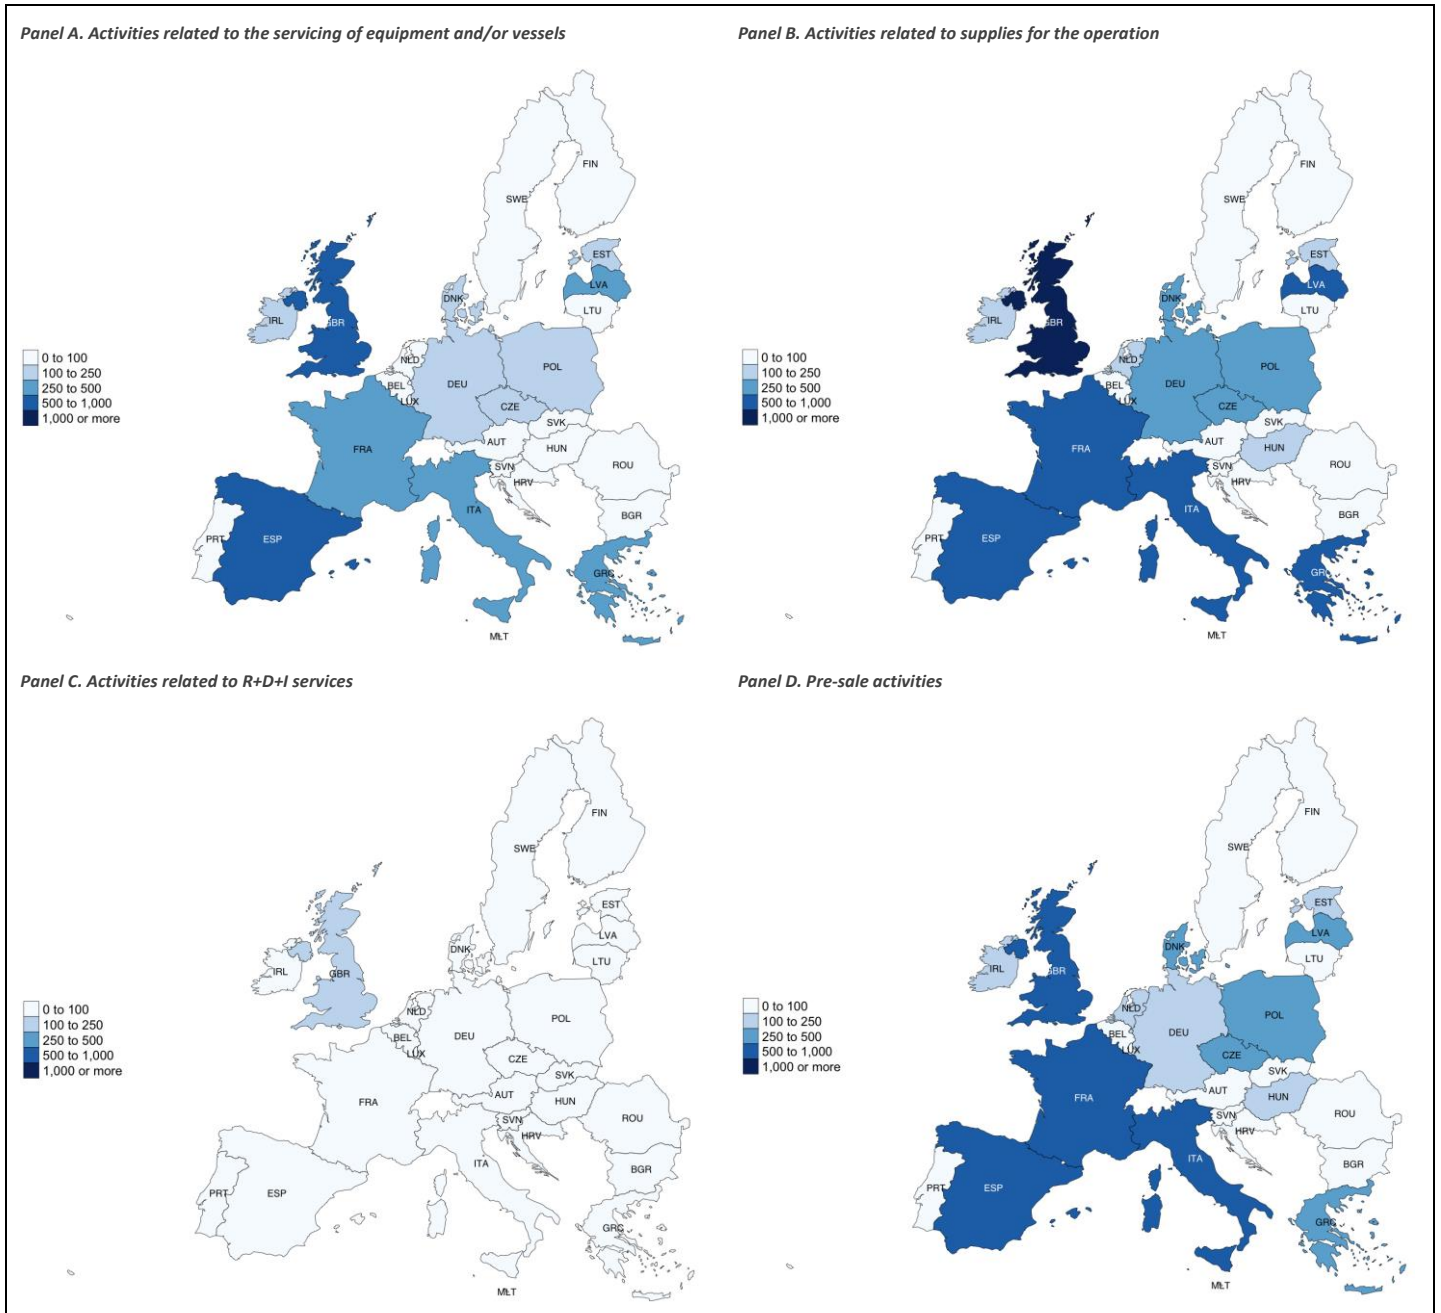 Panel A. Activities related to the servicing of equipment and/or vessels
FIN
SWE
EST
LVA
LTU
DNK
IRL
GBR
NLD
BEL
LUX
DEU
POL
CZE
SVK
AUT
HUN
FRA
SVN
HRV
ROU
BGR
ITA
PRT
ESP
GRC
MLT
0 to 100
100 to 250
250 to 500
500 to 1,000
1,000 or more
Panel B. Activities related to supplies for the operation
FIN
SWE
EST
LVA
LTU
DNK
IRL
GBR
NLD
BEL
LUX
DEU
POL
CZE
SVK
AUT
HUN
FRA
SVN
HRV
ROU
BGR
ITA
PRT
ESP
GRC
MLT
0 to 100
100 to 250
250 to 500
500 to 1,000
1,000 or more
Panel C. Activities related to R+D+I services
FIN
SWE
EST
LVA
LTU
DNK
IRL
GBR
NLD
BEL
LUX
DEU
POL
CZE
SVK
AUT
HUN
FRA
SVN
HRV
ROU
BGR
ITA
PRT
ESP
GRC
MLT
0 to 100
100 to 250
250 to 500
500 to 1,000
1,000 or more
Panel D. Pre-sale activities
FIN
SWE
EST
LVA
LTU
DNK
IRL
GBR
NLD
BEL
LUX
DEU
POL
CZE
SVK
AUT
HUN
FRA
SVN
HRV
ROU
BGR
ITA
PRT
ESP
GRC
MLT
0 to 100
100 to 250
250 to 500
500 to 1,000
1,000 or more